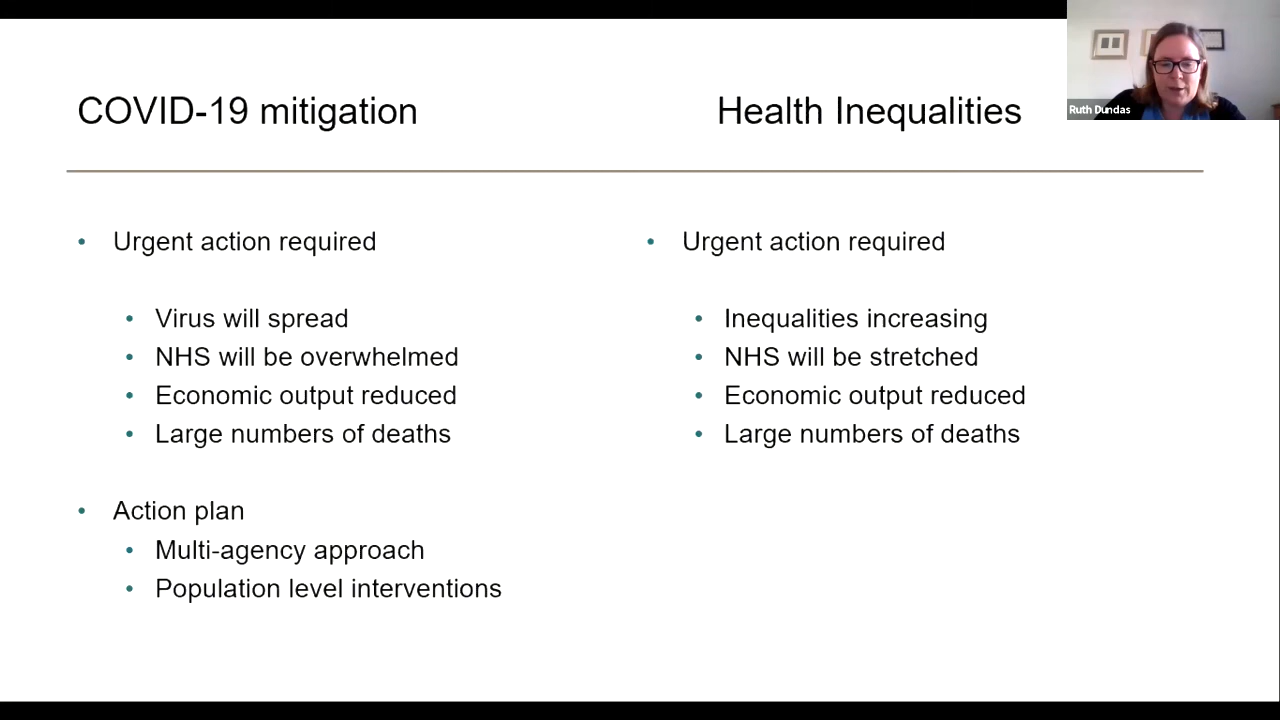 COVID-19 mitigation
Health Inequalities
Ruth Dundas
Urgent action required
Virus will spread
NHS will be overwhelmed
Economic output reduced
Large numbers of deaths
Action plan
Multi-agency approach
Population level interventions
Urgent action required
Inequalities increasing
NHS will be stretched
Economic output reduced
Large numbers of deaths